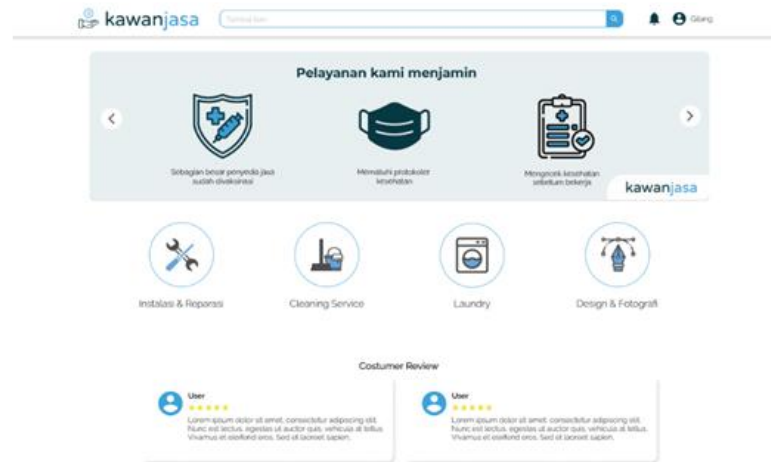 kawanjasa
Gilang
Pelayanan kami menjamin
Sebagian besar penyedia jasa
sudah divaksinasi
Mematuhi protokoler
kesehatan
Mengecek kesehatan
sebelum bekerja
kawanjasa
Instalasi & Reparasi
Cleaning Service
Laundry
Design & Fotografi
Costumer Review
User
Lorem ipsum dolor sit amet, consectetur adipiscing elit.
Nunc est lectus, egestas ut auctor quis, vehicula at tellus.
Vivamus et eleifend eros. Sed at laoreet sapien.
User
Lorem ipsum dolor sit amet, consectetur adipiscing elit.
Nunc est lectus, egestas ut auctor quis, vehicula at tellus.
Vivamus et eleifend eros. Sed at laoreet sapien.